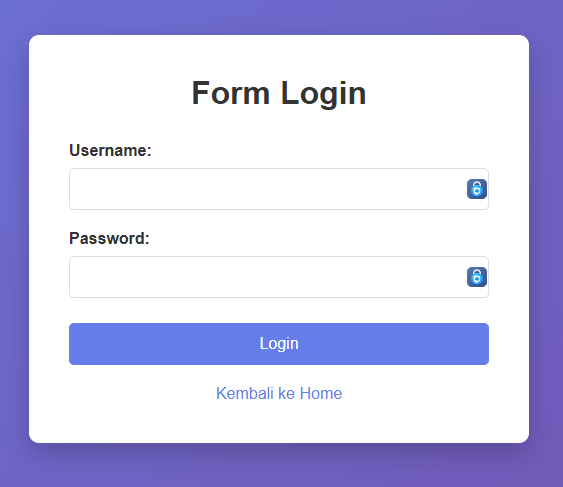 Form Login
Username:
Password:
Login
Kembali ke Home